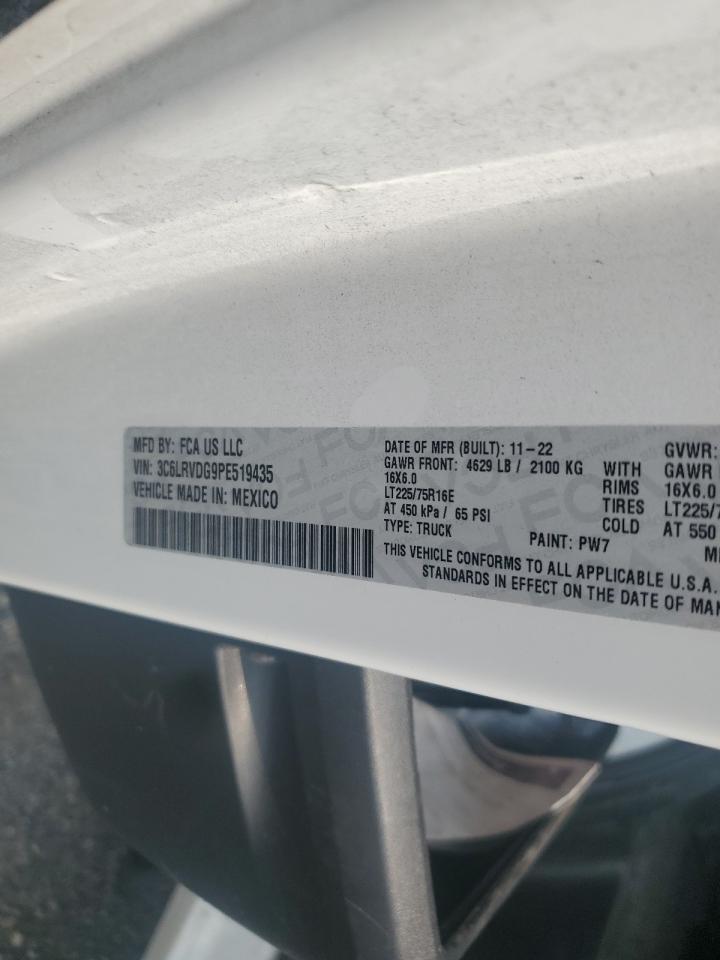 MFD BY: FCA US LLC
VIN: 3C6LRVDG9PE519435
VEHICLE MADE IN: MEXICO
DATE OF MFR (BUILT): 11-22
GAWR FRONT: 4629 LB / 2100 KG WITH
16X6.0 RIMS
LT225/75R16E TIRES
AT 450 kPa / 65 PSI COLD
TYPE: TRUCK
PAINT: PW7
GVWR:
GAWR
16X6.0
LT225/7
AT 550
THIS VEHICLE CONFORMS TO ALL APPLICABLE U.S.A.
STANDARDS IN EFFECT ON THE DATE OF MAN